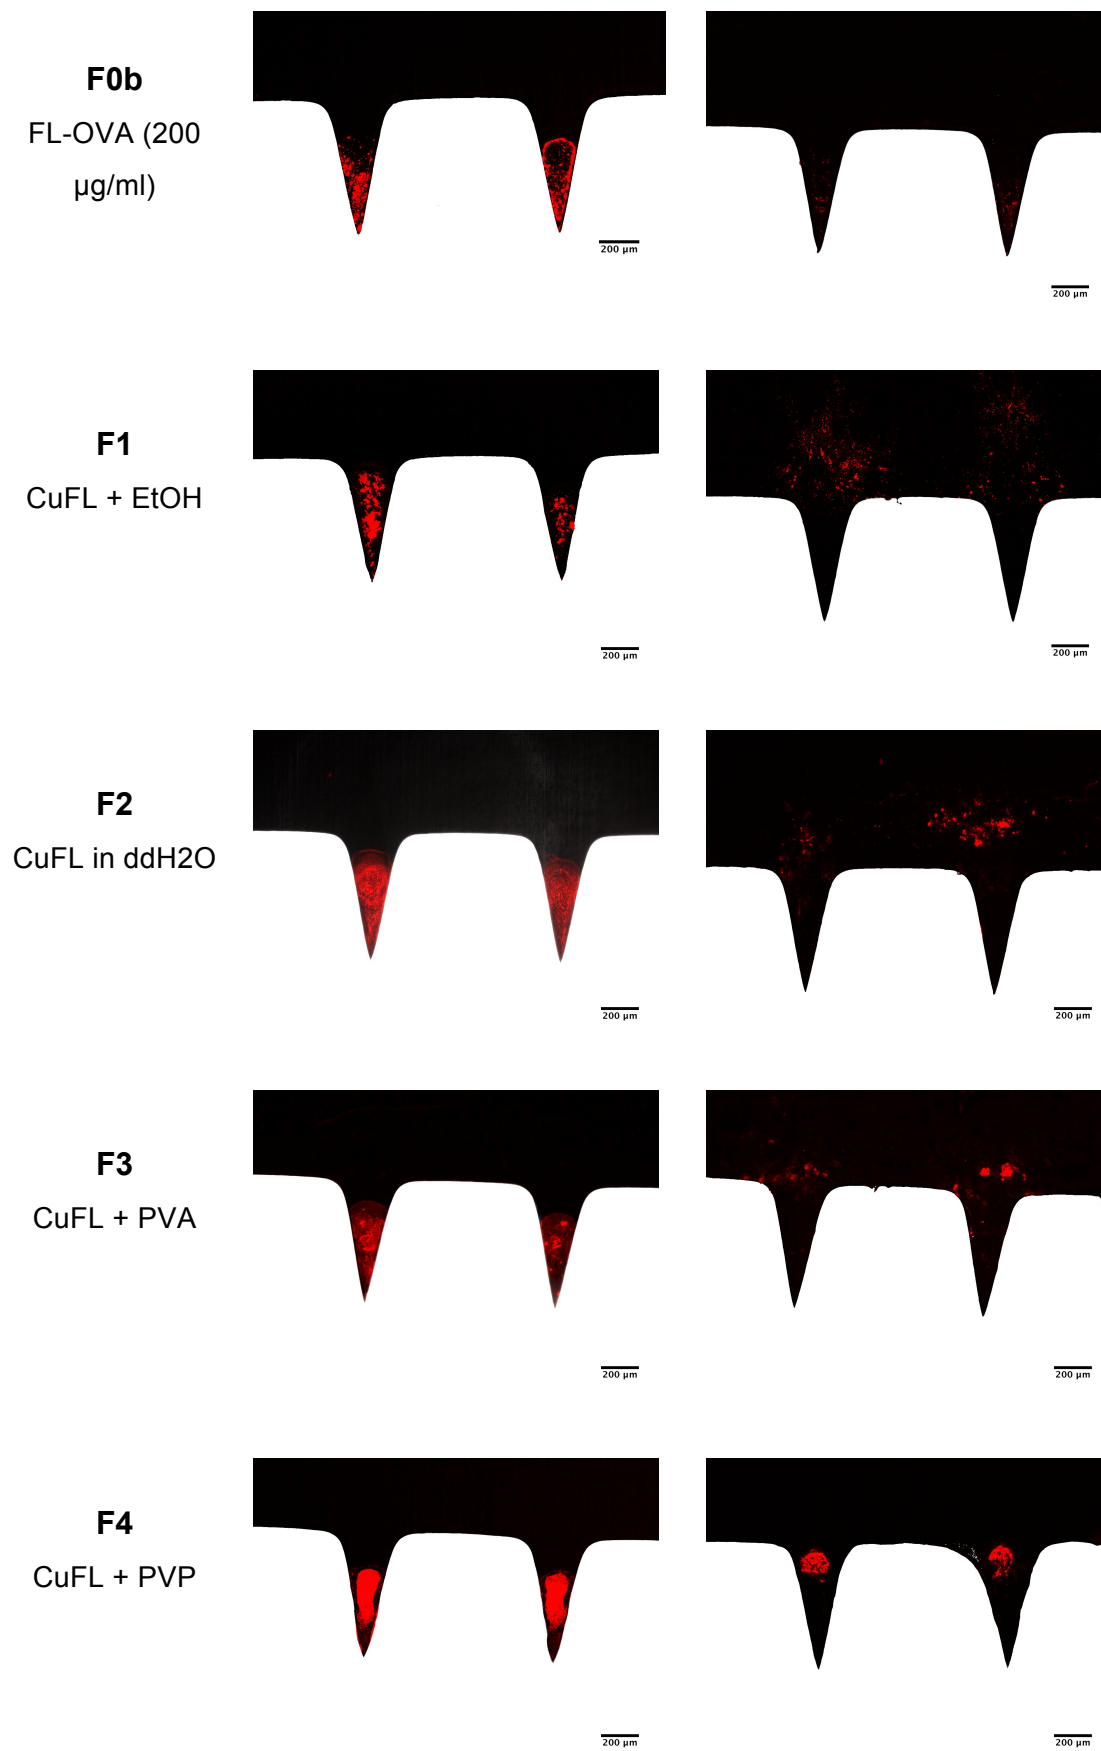 F0b
FL-OVA (200
µg/ml)
200 µm
200 µm
F1
CuFL + EtOH
200 µm
200 µm
F2
CuFL in ddH2O
200 µm
200 µm
F3
CuFL + PVA
200 µm
200 µm
F4
CuFL + PVP
200 µm
200 µm